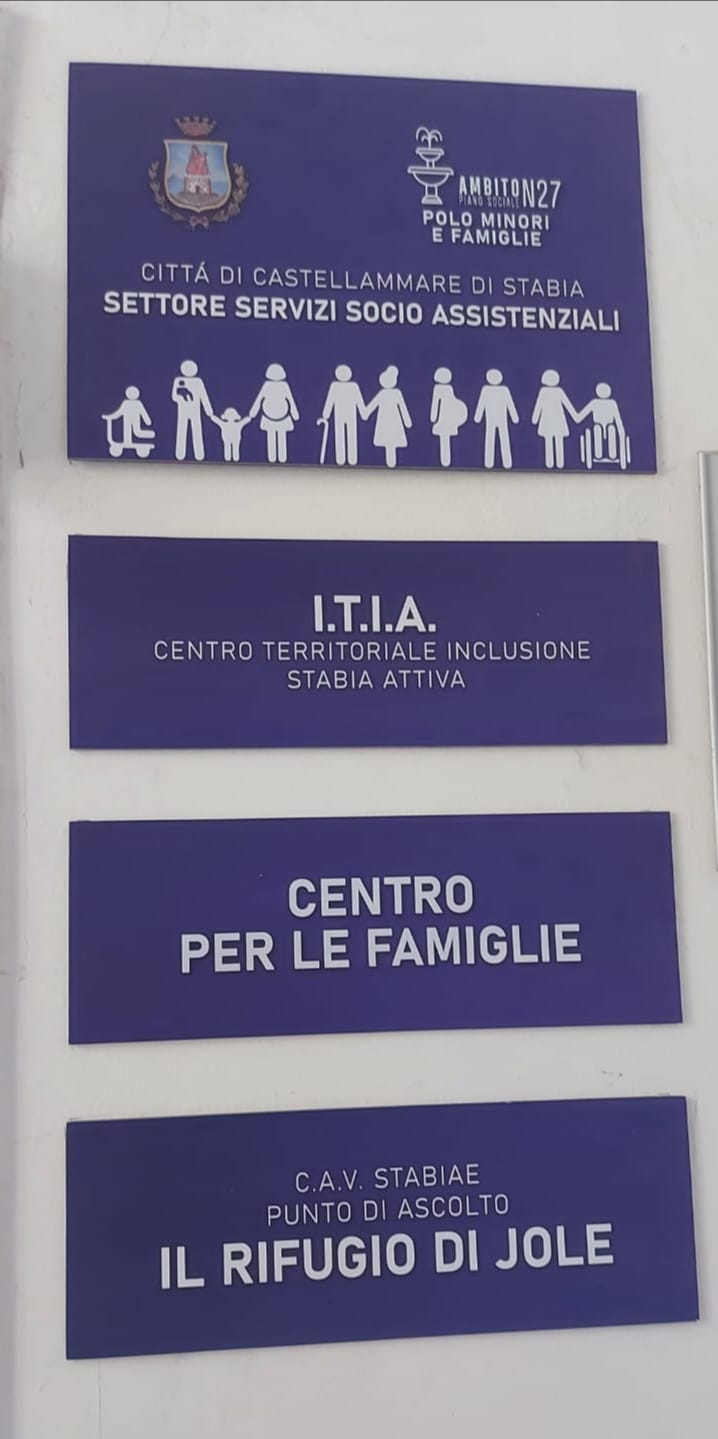 AMBITO N27
PIANO SOCIALE
POLO MINORI
E FAMIGLIE
CITTÁ DI CASTELLAMMARE DI STABIA
SETTORE SERVIZI SOCIO ASSISTENZIALI
I.T.I.A.
CENTRO TERRITORIALE INCLUSIONE
STABIA ATTIVA
CENTRO
PER LE FAMIGLIE
C.A.V. STABIAE
PUNTO DI ASCOLTO
IL RIFUGIO DI JOLE